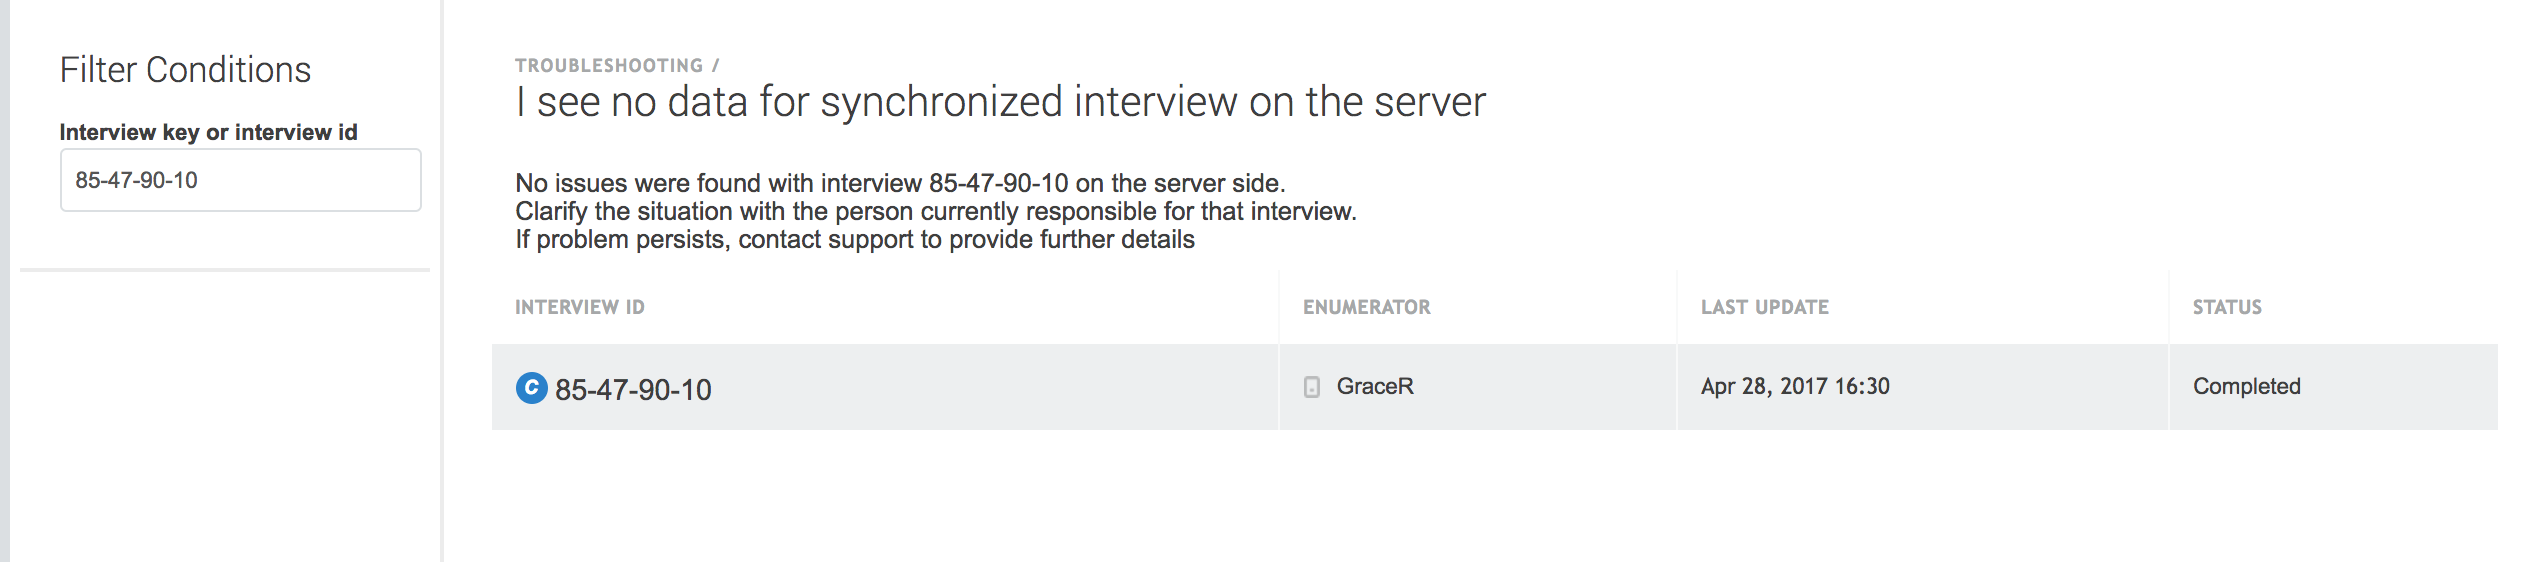 Filter Conditions
Interview key or interview id
85-47-90-10
TROUBLESHOOTING /
I see no data for synchronized interview on the server
No issues were found with interview 85-47-90-10 on the server side.
Clarify the situation with the person currently responsible for that interview.
If problem persists, contact support to provide further details
INTERVIEW ID ENUMERATOR LAST UPDATE STATUS
C 85-47-90-10 GraceR Apr 28, 2017 16:30 Completed